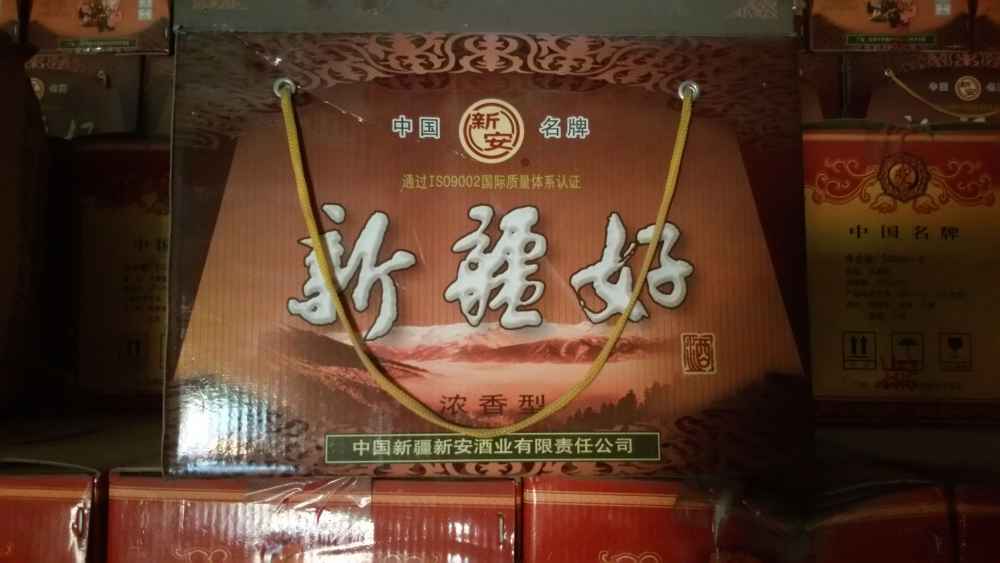 中国 新安 名牌
通过ISO9002国际质量体系认证
新疆好
酒
浓香型
中国新疆新安酒业有限责任公司
中国名牌